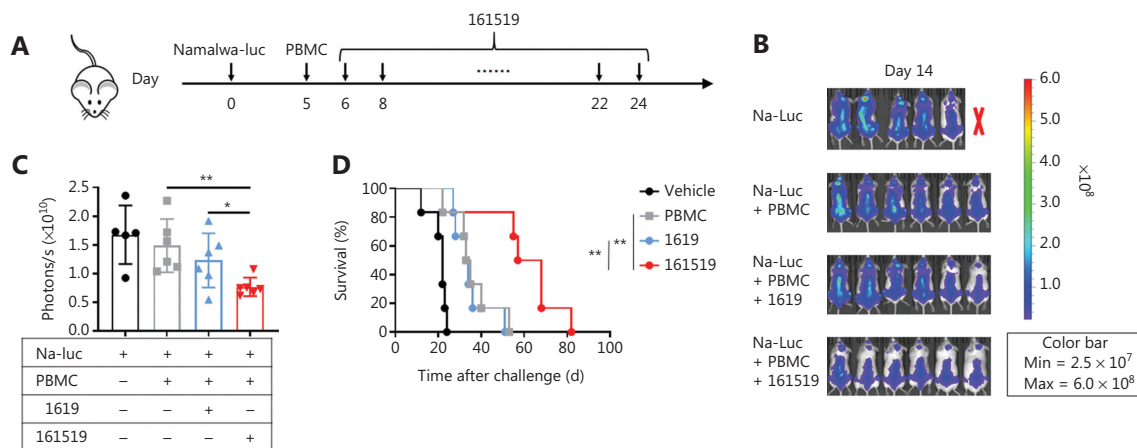 A
161519
Namalwa-luc
PBMC
Day
0
5
6
8
......
22
24
B
Day 14
Na-Luc
X
Na-Luc
+ PBMC
Na-Luc
+ PBMC
+ 1619
Na-Luc
+ PBMC
+ 161519
6.0
5.0
4.0
3.0
2.0
1.0
×10⁸
Color bar
Min = 2.5 × 10⁷
Max = 6.0 × 10⁸
C
**
*
Photons/s (×10¹⁰)
2.5
2.0
1.5
1.0
0.5
0.0
Na-luc + + + +
PBMC – + + +
1619 – – + –
161519 – – – +
D
Survival (%)
100
80
60
40
20
0
0 20 40 60 80 100
Time after challenge (d)
Vehicle
PBMC
1619
161519
** **